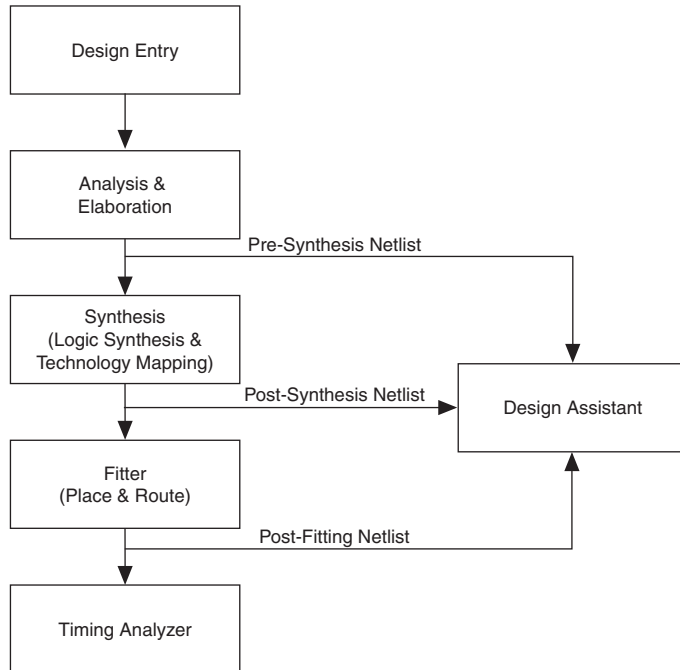 Design Entry
Analysis &
Elaboration
Pre-Synthesis Netlist
Synthesis
(Logic Synthesis &
Technology Mapping)
Post-Synthesis Netlist
Design Assistant
Fitter
(Place & Route)
Post-Fitting Netlist
Timing Analyzer